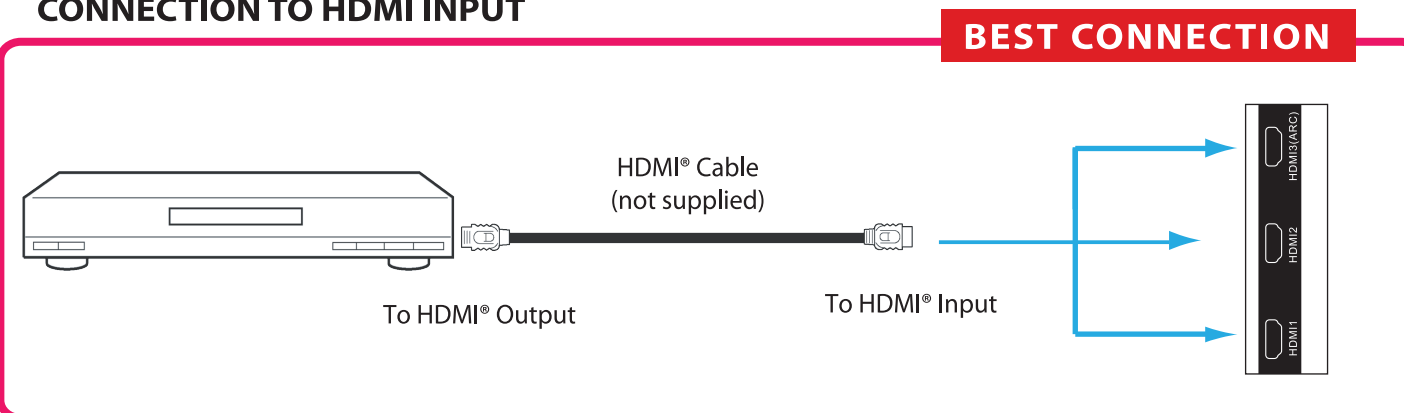 CONNECTION TO HDMI INPUT
BEST CONNECTION
HDMI® Cable
(not supplied)
To HDMI® Output
To HDMI® Input
HDMI3(ARC)
HDMI2
HDMI1